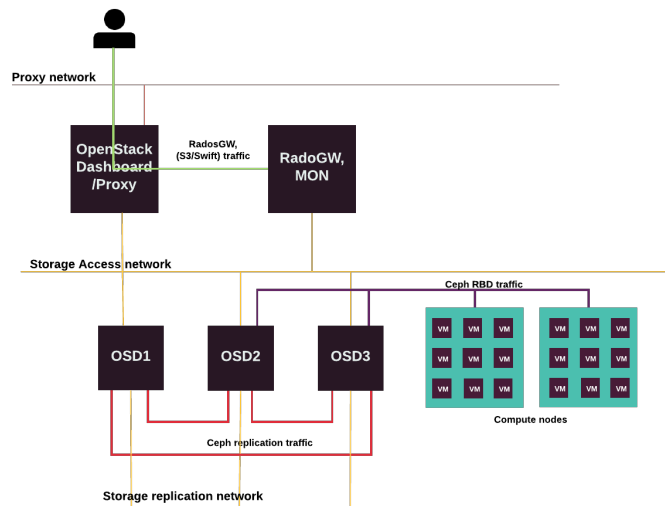 Proxy network
OpenStack
Dashboard
/Proxy
RadosGW,
(S3/Swift) traffic
RadoGW,
MON
Storage Access network
Ceph RBD traffic
OSD1
OSD2
OSD3
VM VM VM
VM VM VM
VM VM VM
VM VM VM
VM VM VM
VM VM VM
Compute nodes
Ceph replication traffic
Storage replication network